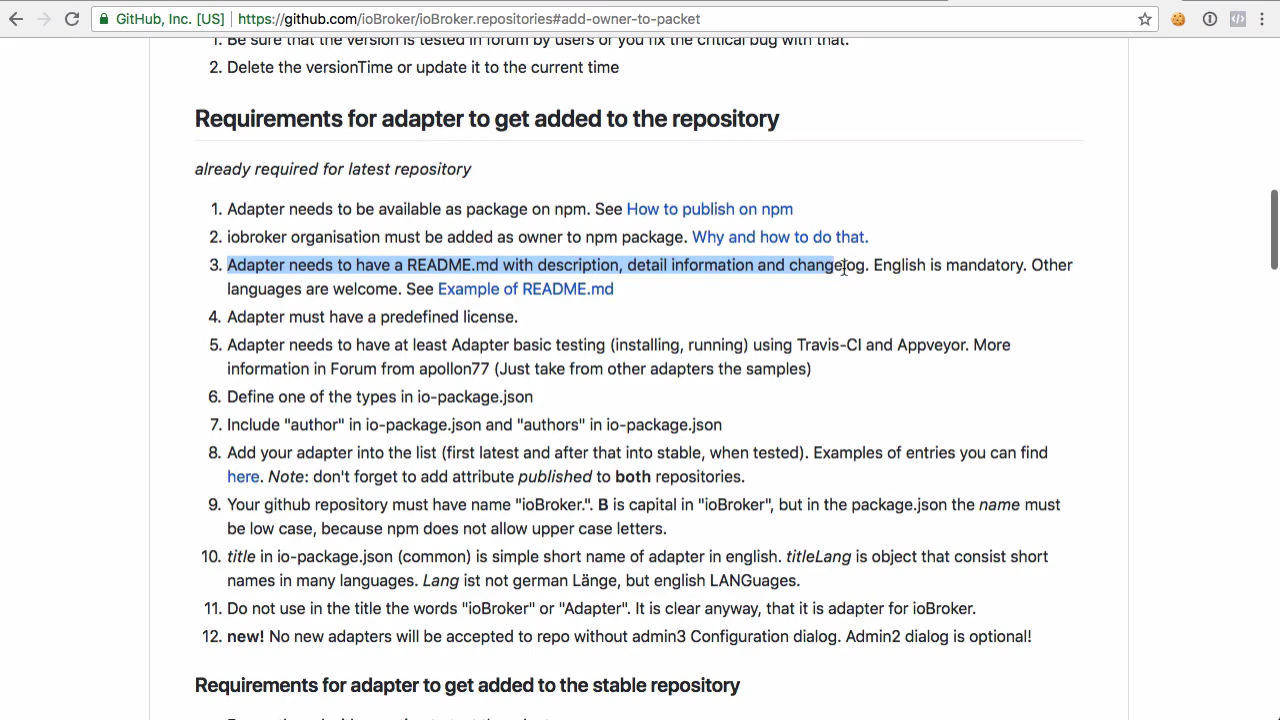 GitHub, Inc. [US] https://github.com/ioBroker/ioBroker.repositories#add-owner-to-packet
1. Be sure that the version is tested in forum by users or you fix the critical bug with that.
2. Delete the versionTime or update it to the current time
Requirements for adapter to get added to the repository
already required for latest repository
1. Adapter needs to be available as package on npm. See How to publish on npm
2. iobroker organisation must be added as owner to npm package. Why and how to do that.
3. Adapter needs to have a README.md with description, detail information and changelog. English is mandatory. Other
languages are welcome. See Example of README.md
4. Adapter must have a predefined license.
5. Adapter needs to have at least Adapter basic testing (installing, running) using Travis-CI and Appveyor. More
information in Forum from apollon77 (Just take from other adapters the samples)
6. Define one of the types in io-package.json
7. Include "author" in io-package.json and "authors" in io-package.json
8. Add your adapter into the list (first latest and after that into stable, when tested). Examples of entries you can find
here. Note: don't forget to add attribute published to both repositories.
9. Your github repository must have name "ioBroker.". B is capital in "ioBroker", but in the package.json the name must
be low case, because npm does not allow upper case letters.
10. title in io-package.json (common) is simple short name of adapter in english. titleLang is object that consist short
names in many languages. Lang ist not german Länge, but english LANGuages.
11. Do not use in the title the words "ioBroker" or "Adapter". It is clear anyway, that it is adapter for ioBroker.
12. new! No new adapters will be accepted to repo without admin3 Configuration dialog. Admin2 dialog is optional!
Requirements for adapter to get added to the stable repository